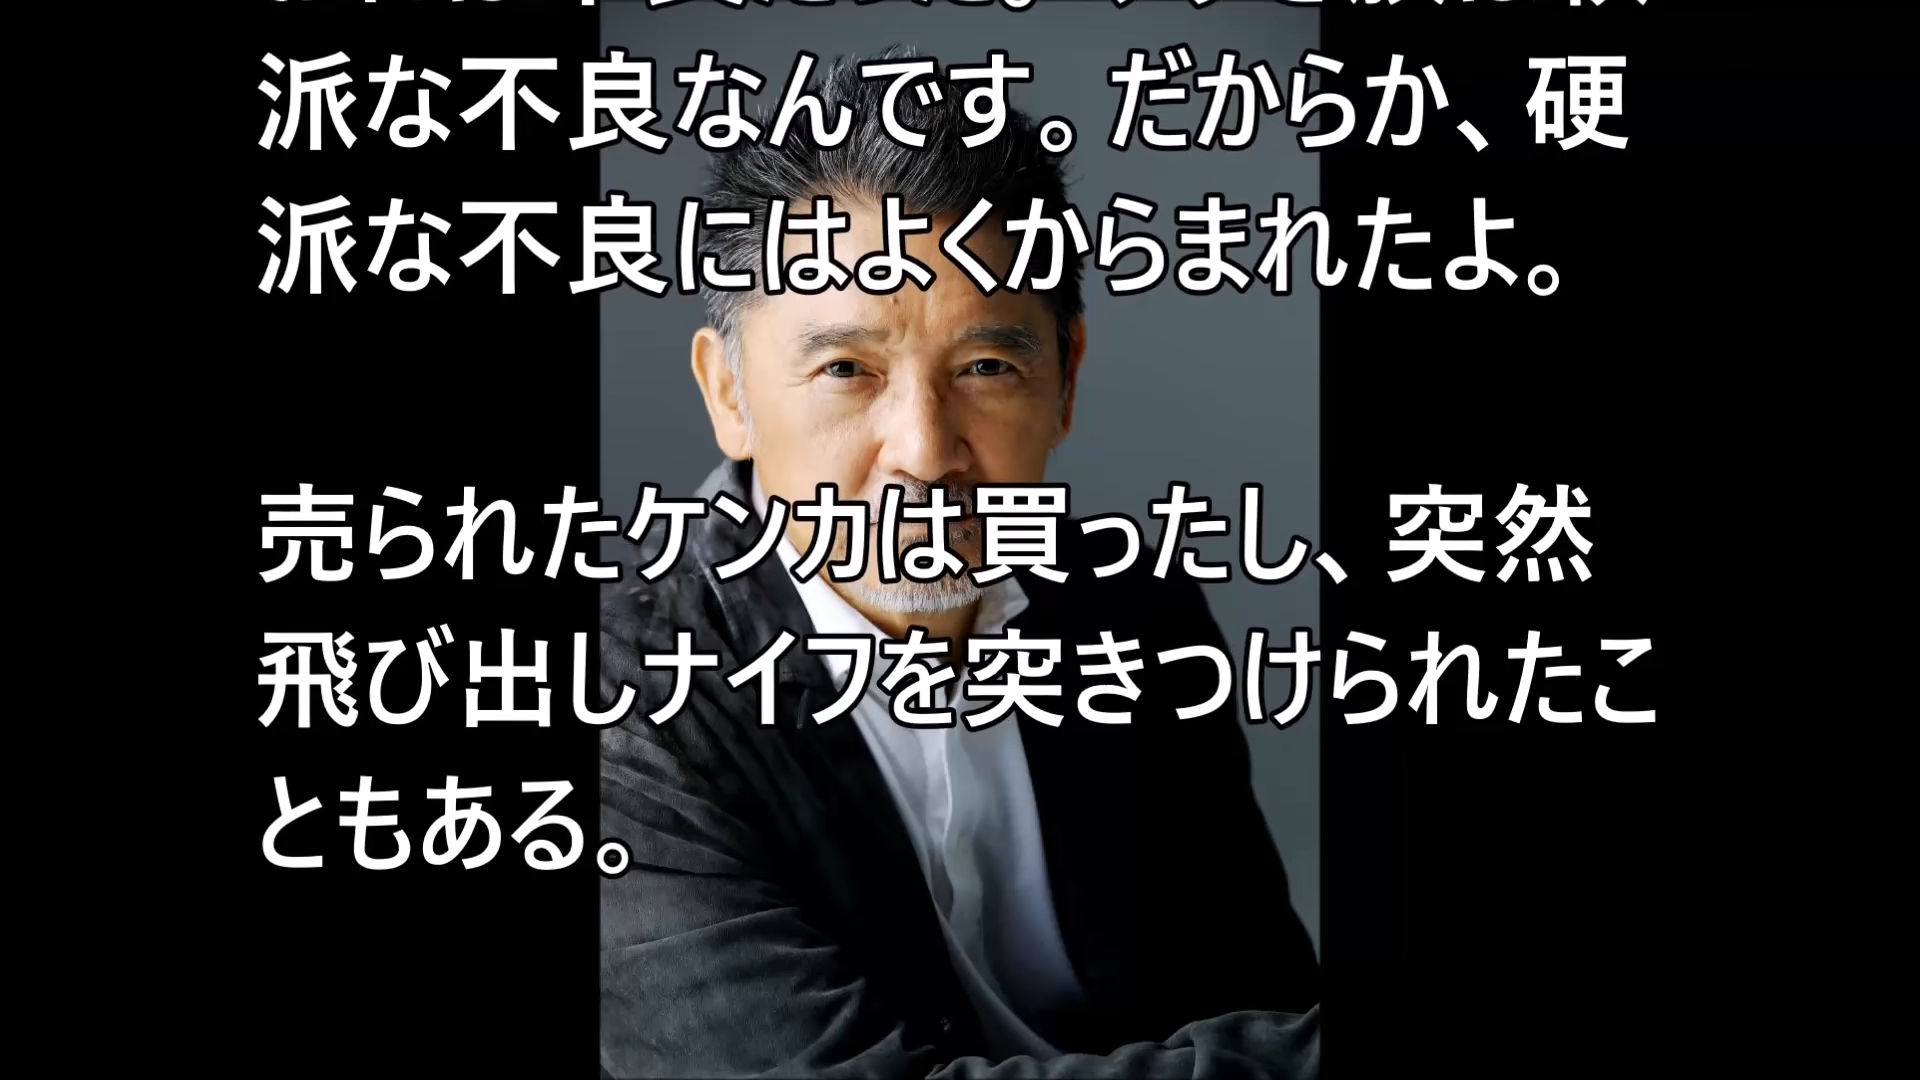 派な不良なんです。だからか、硬
派な不良にはよくからまれたよ。
売られたケンカは買ったし、突然
飛び出しナイフを突きつけられたこ
ともある。